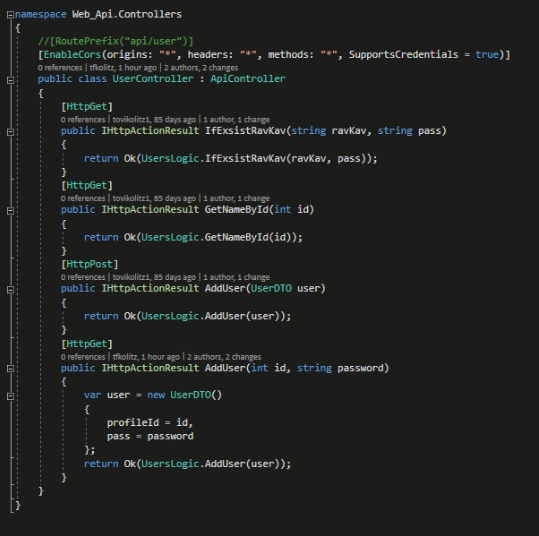 namespace Web_Api.Controllers
{
//[RoutePrefix("api/user")]
[EnableCors(origins: "*", headers: "*", methods: "*", SupportsCredentials = true)]
0 references | tfkolitz, 1 hour ago | 2 authors, 2 changes
public class UserController : ApiController
{
[HttpGet]
0 references | tovikolitz1, 85 days ago | 1 author, 1 change
public IHttpActionResult IfExsistRavKav(string ravKav, string pass)
{
return Ok(UsersLogic.IfExsistRavKav(ravKav, pass));
}
[HttpGet]
0 references | tovikolitz1, 85 days ago | 1 author, 1 change
public IHttpActionResult GetNameById(int id)
{
return Ok(UsersLogic.GetNameById(id));
}
[HttpPost]
0 references | tovikolitz1, 85 days ago | 1 author, 1 change
public IHttpActionResult AddUser(UserDTO user)
{
return Ok(UsersLogic.AddUser(user));
}
[HttpGet]
0 references | tfkolitz, 1 hour ago | 2 authors, 2 changes
public IHttpActionResult AddUser(int id, string password)
{
var user = new UserDTO()
{
profileId = id,
pass = password
};
return Ok(UsersLogic.AddUser(user));
}
}
}